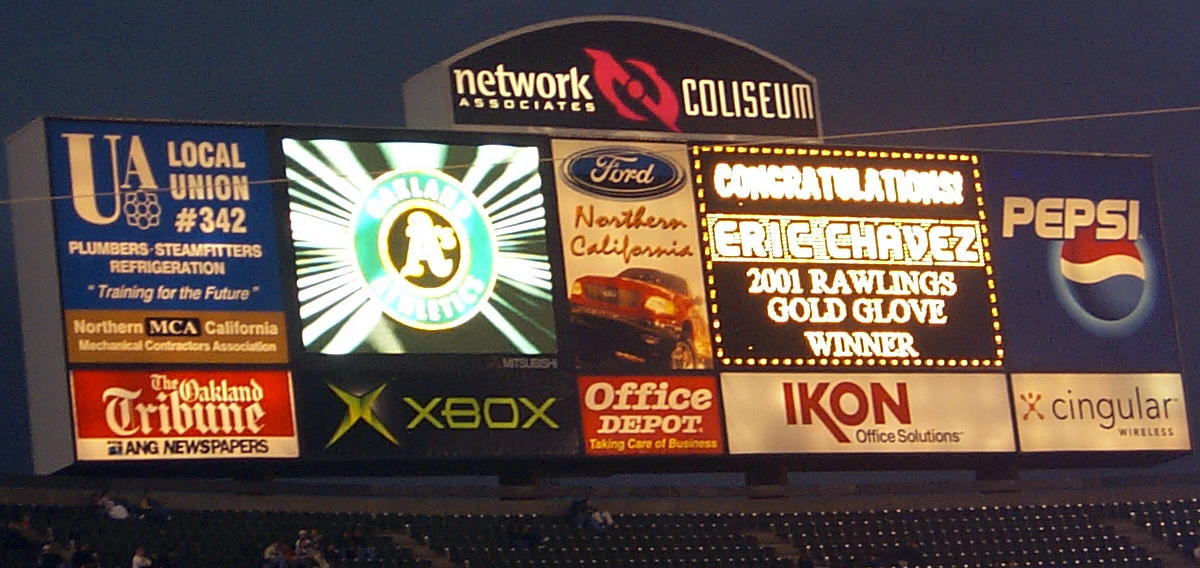 network
ASSOCIATES
COLISEUM
UA
LOCAL
UNION
#342
PLUMBERS·STEAMFITTERS
REFRIGERATION
"Training for the Future"
Northern MCA California
Mechanical Contractors Association
OAKLAND
A's
ATHLETICS
MITSUBISHI
Ford
Northern
California
CONGRATULATIONS!
ERIC CHAVEZ
2001 RAWLINGS
GOLD GLOVE
WINNER
PEPSI
The Oakland
Tribune
ANG NEWSPAPERS
XBOX
Office
DEPOT.
Taking Care of Business
IKON
Office Solutions℠
cingular
WIRELESS